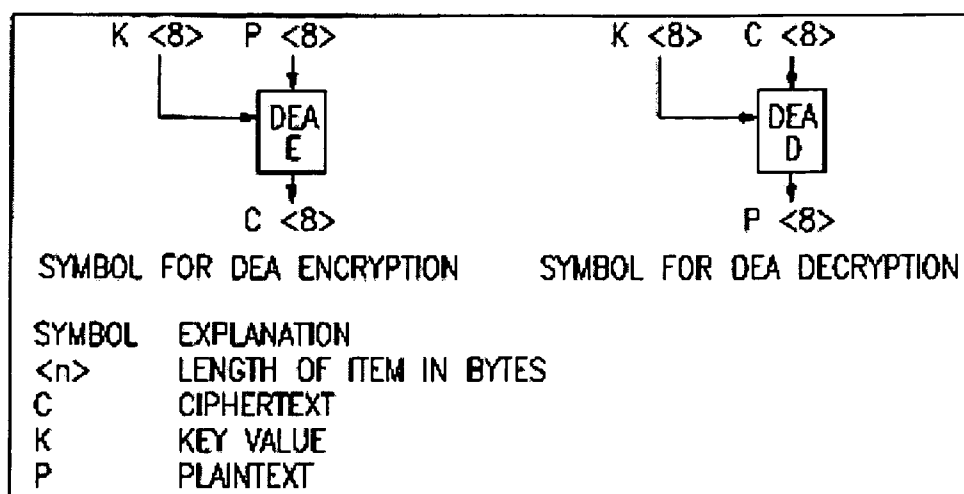 K <8> P <8> K <8> C <8>
DEA DEA
E D
C <8> P <8>
SYMBOL FOR DEA ENCRYPTION SYMBOL FOR DEA DECRYPTION
SYMBOL EXPLANATION
<n> LENGTH OF ITEM IN BYTES
C CIPHERTEXT
K KEY VALUE
P PLAINTEXT